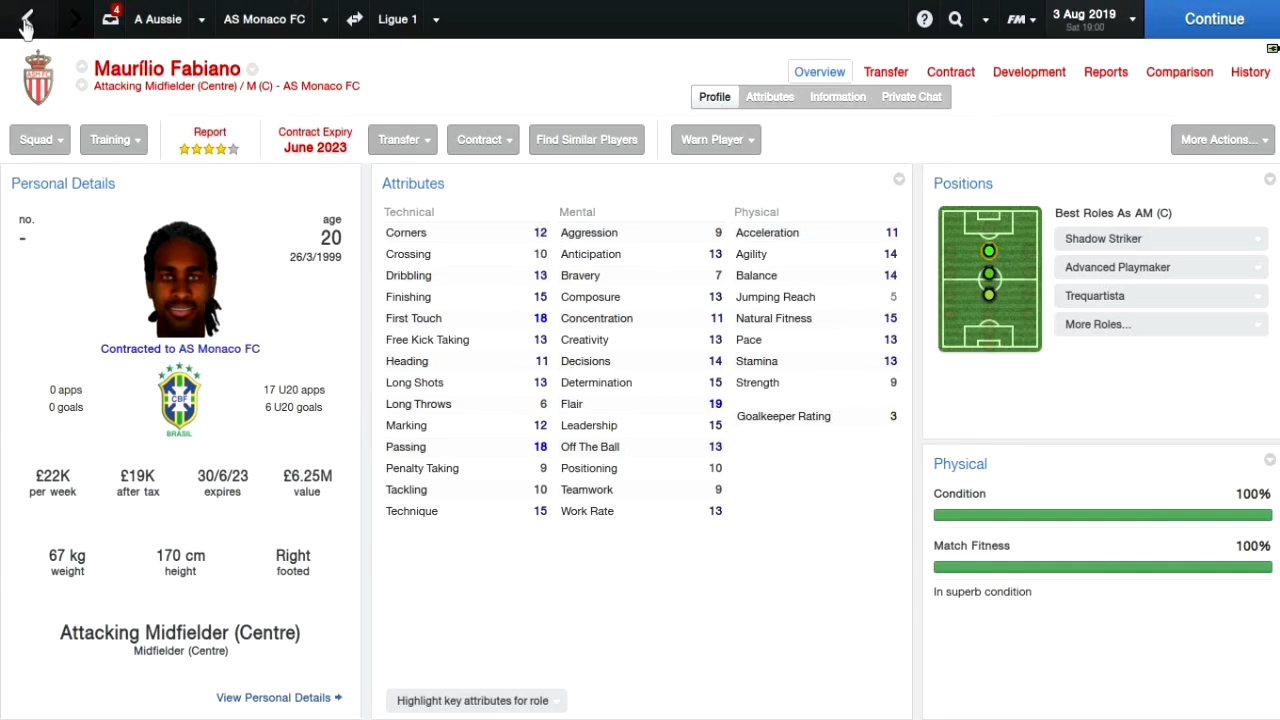 4 A Aussie AS Monaco FC Ligue 1 ? FM 3 Aug 2019 Continue
Sat 19:00
Maurílio Fabiano
Attacking Midfielder (Centre) / M (C) - AS Monaco FC
Overview Transfer Contract Development Reports Comparison History
Profile Attributes Information Private Chat
Squad Training Report Contract Expiry June 2023 Transfer Contract Find Similar Players Warn Player More Actions...
Personal Details
no.
-
age
20
26/3/1999
Contracted to AS Monaco FC
0 apps
0 goals
CBF
BRASIL
17 U20 apps
6 U20 goals
£22K £19K 30/6/23 £6.25M
per week after tax expires value
67 kg 170 cm Right
weight height footed
Attacking Midfielder (Centre)
Midfielder (Centre)
View Personal Details
Attributes
Technical Mental Physical
Corners 12 Aggression 9 Acceleration 11
Crossing 10 Anticipation 13 Agility 14
Dribbling 13 Bravery 7 Balance 14
Finishing 15 Composure 13 Jumping Reach 5
First Touch 18 Concentration 11 Natural Fitness 15
Free Kick Taking 13 Creativity 13 Pace 13
Heading 11 Decisions 14 Stamina 13
Long Shots 13 Determination 15 Strength 9
Long Throws 6 Flair 19
Goalkeeper Rating 3
Marking 12 Leadership 15
Passing 18 Off The Ball 13
Penalty Taking 9 Positioning 10
Tackling 10 Teamwork 9
Technique 15 Work Rate 13
Highlight key attributes for role
Positions
Best Roles As AM (C)
Shadow Striker
Advanced Playmaker
Trequartista
More Roles...
Physical
Condition 100%
Match Fitness 100%
In superb condition